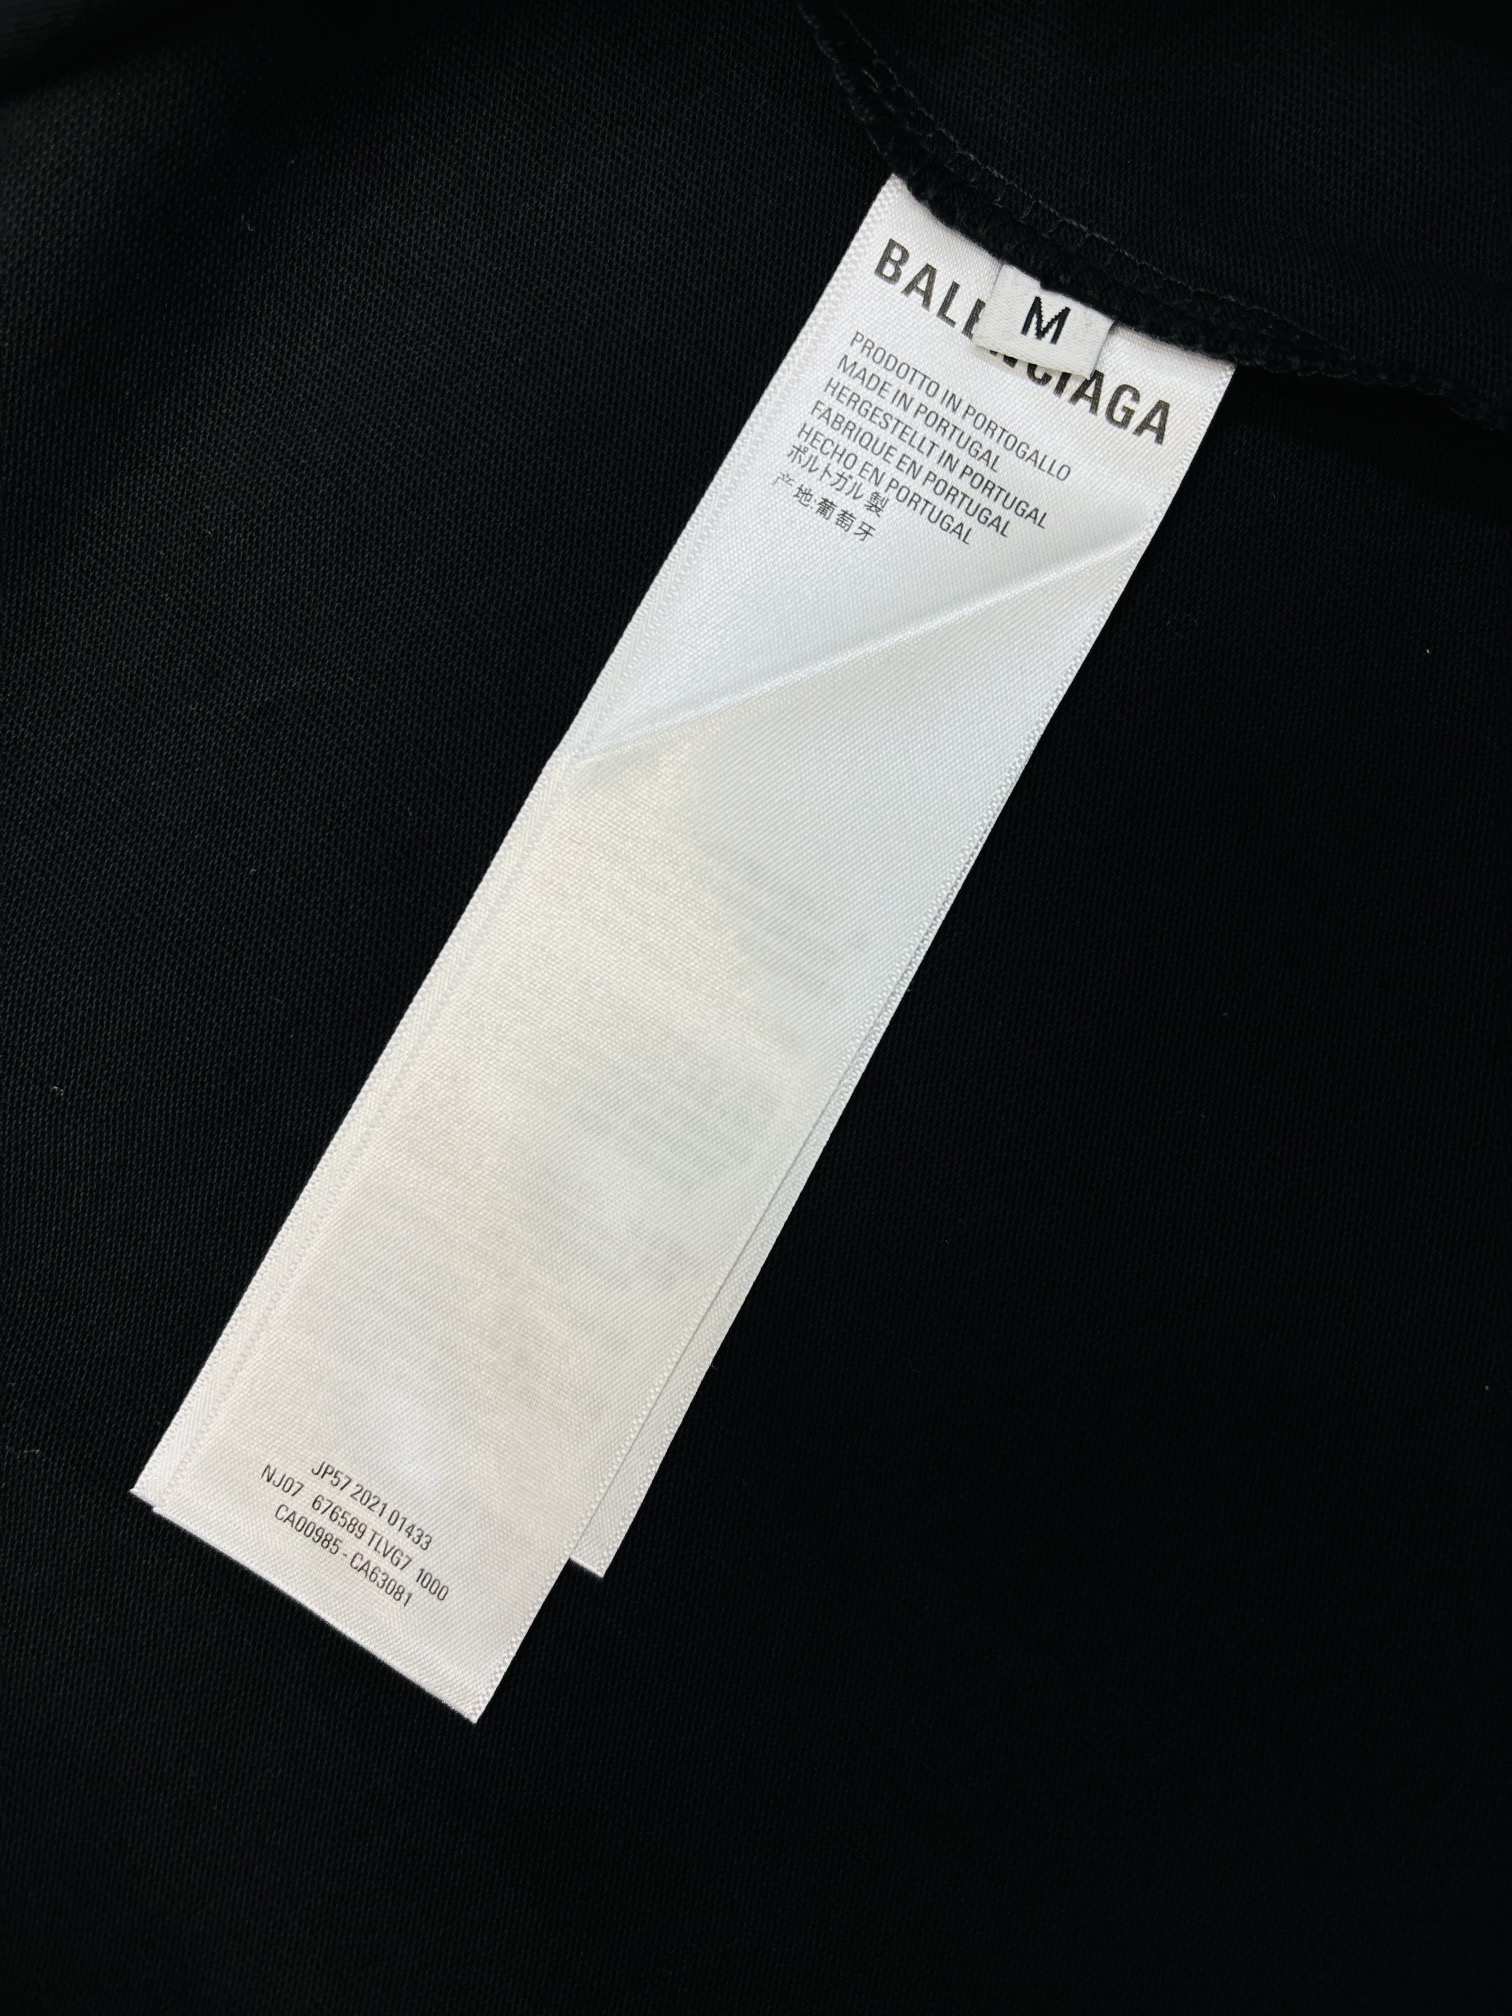 BALENCIAGA
M
PRODOTTO IN PORTOGALLO
MADE IN PORTUGAL
HERGESTELLT IN PORTUGAL
FABRIQUE EN PORTUGAL
HECHO EN PORTUGAL
ポルトガル 製
产地:葡萄牙
JP57 2021 01433
NJ07 676589 TLVG7 1000
CA00985 - CA63081